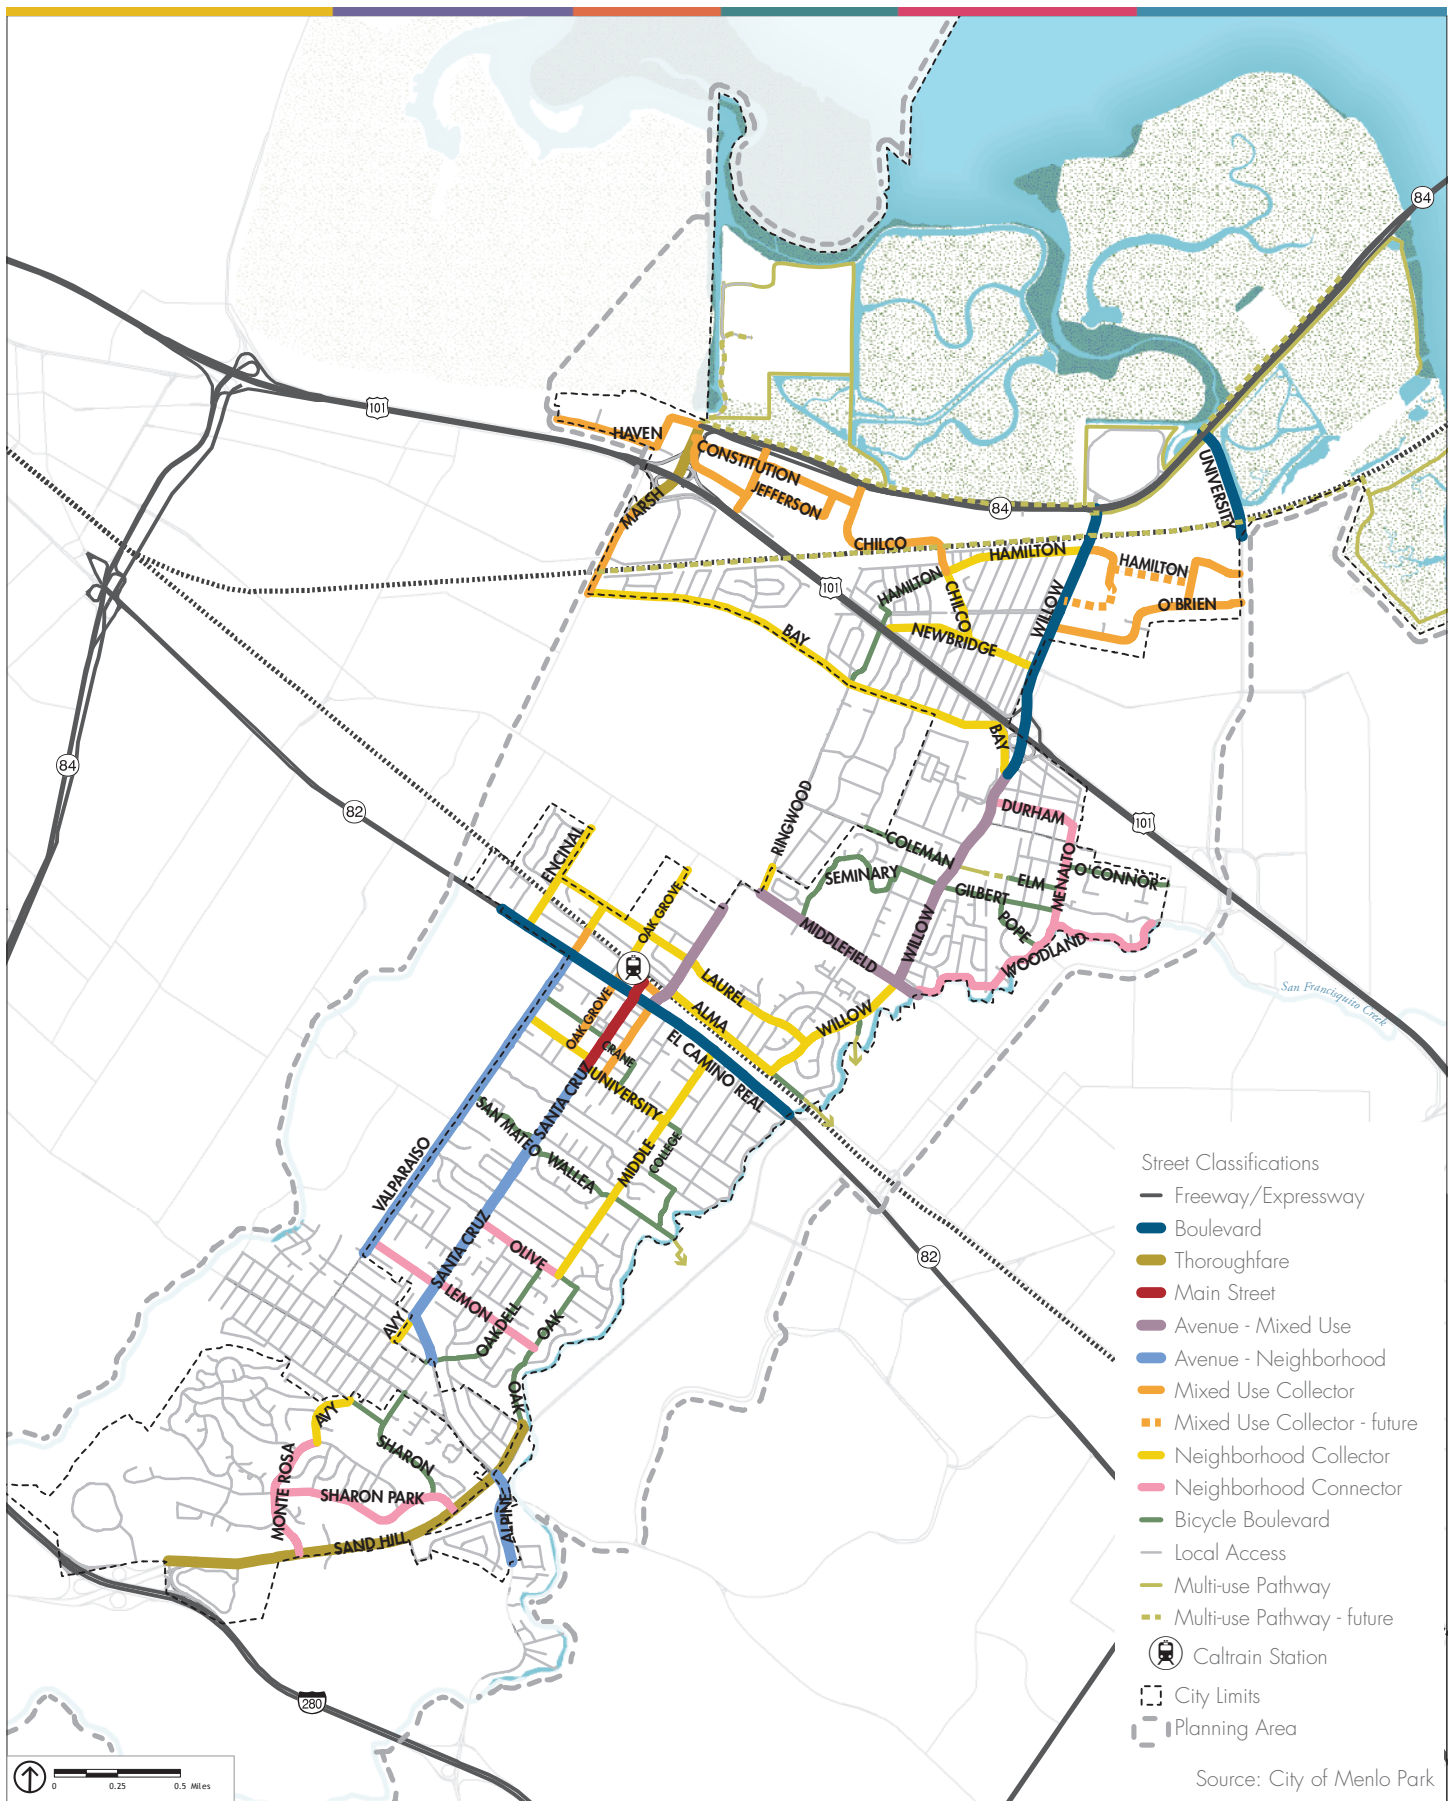 84
101
HAVEN
CONSTITUTION
JEFFERSON
MARSH
84
UNIVERSITY
CHILCO
HAMILTON
HAMILTON
HAMILTON
CHILCO
WILLOW
O'BRIEN
101
BAY
NEWBRIDGE
BAY
84
82
RINGWOOD
DURHAM
101
ENCINAL
COLEMAN
SEMINARY
ELM
MENALTO
O'CONNOR
GILBERT
OAK GROVE
POPE
WILLOW
MIDDLEFIELD
WOODLAND
LAUREL
San Francisquito Creek
OAK GROVE
ALMA
WILLOW
CRANE
EL CAMINO REAL
SANTA CRUZ
UNIVERSITY
SAN MATEO
WALLEA
MIDDLE
COLLEGE
VALPARAISO
SANTA CRUZ
OLIVE
LEMON
OAKDELL
OAK
AVY
82
OAK
AVY
SHARON
MONTE ROSA
SHARON PARK
SAND HILL
ALPINE
280
Street Classifications
Freeway/Expressway
Boulevard
Thoroughfare
Main Street
Avenue - Mixed Use
Avenue - Neighborhood
Mixed Use Collector
Mixed Use Collector - future
Neighborhood Collector
Neighborhood Connector
Bicycle Boulevard
Local Access
Multi-use Pathway
Multi-use Pathway - future
Caltrain Station
City Limits
Planning Area
Source: City of Menlo Park
0 0.25 0.5 Miles